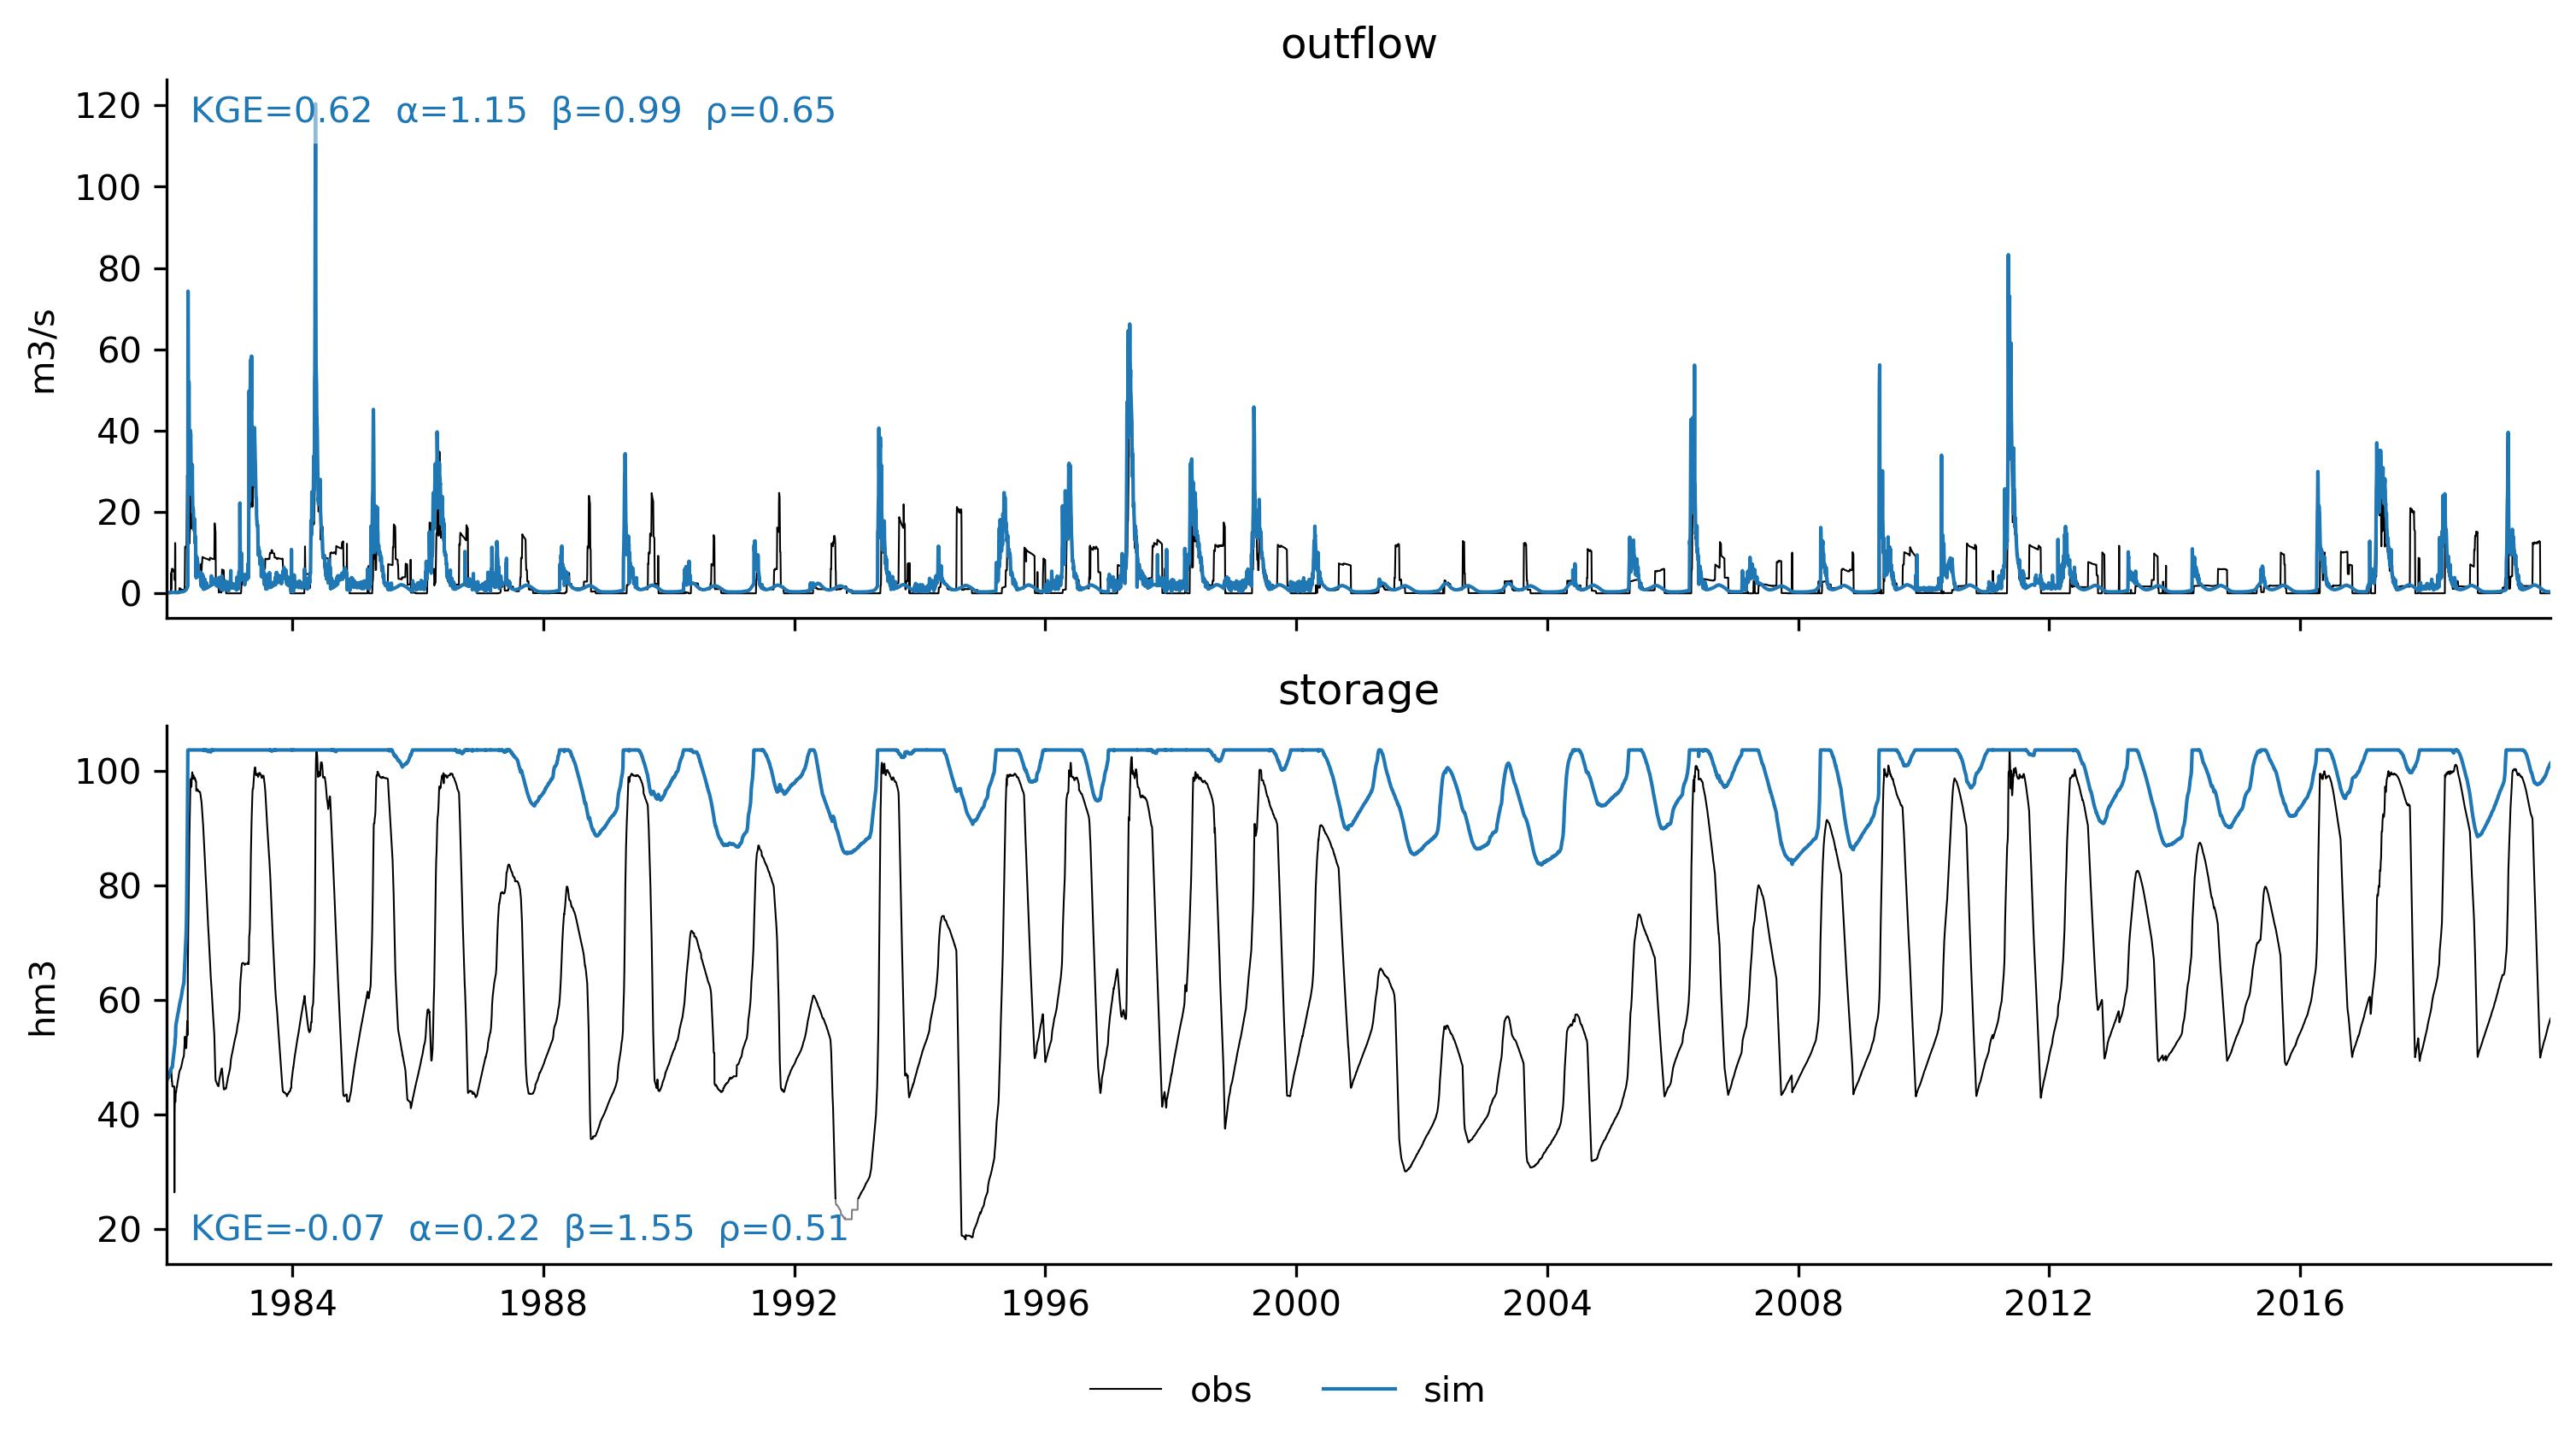 outflow
120
100
80
60
40
20
0
m3/s
KGE=0.62 α=1.15 β=0.99 ρ=0.65
storage
100
80
60
40
20
hm3
KGE=-0.07 α=0.22 β=1.55 ρ=0.51
1984 1988 1992 1996 2000 2004 2008 2012 2016
obs sim